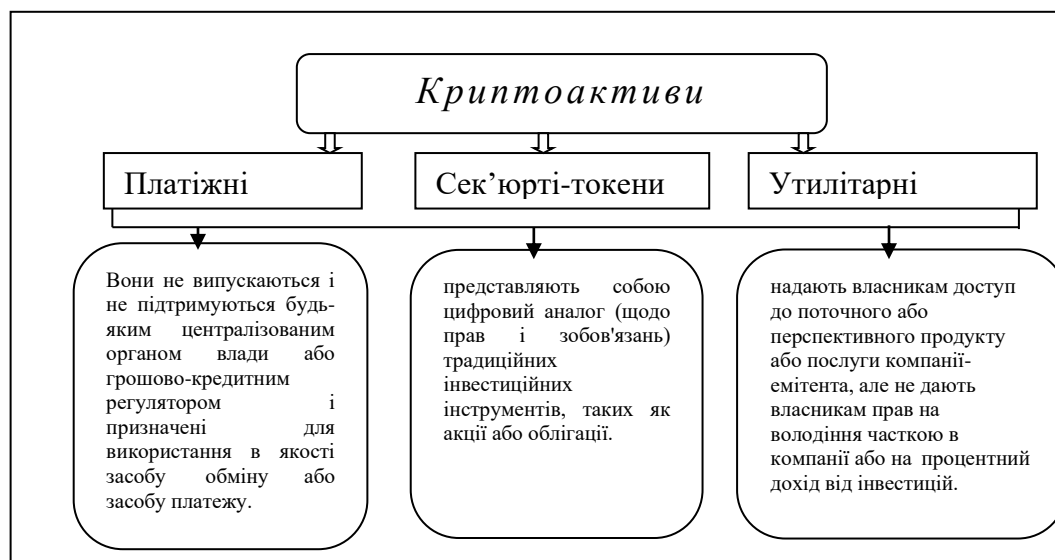 Криптоактиви
Платіжні
Сек’юрті-токени
Утилітарні
Вони не випускаються і
не підтримуються будь-
яким централізованим
органом влади або
грошово-кредитним
регулятором і
призначені для
використання в якості
засобу обміну або
засобу платежу.
представляють собою
цифровий аналог (щодо
прав і зобов'язань)
традиційних
інвестиційних
інструментів, таких як
акції або облігації.
надають власникам доступ
до поточного або
перспективного продукту
або послуги компанії-
емітента, але не дають
власникам прав на
володіння часткою в
компанії або на процентний
дохід від інвестицій.